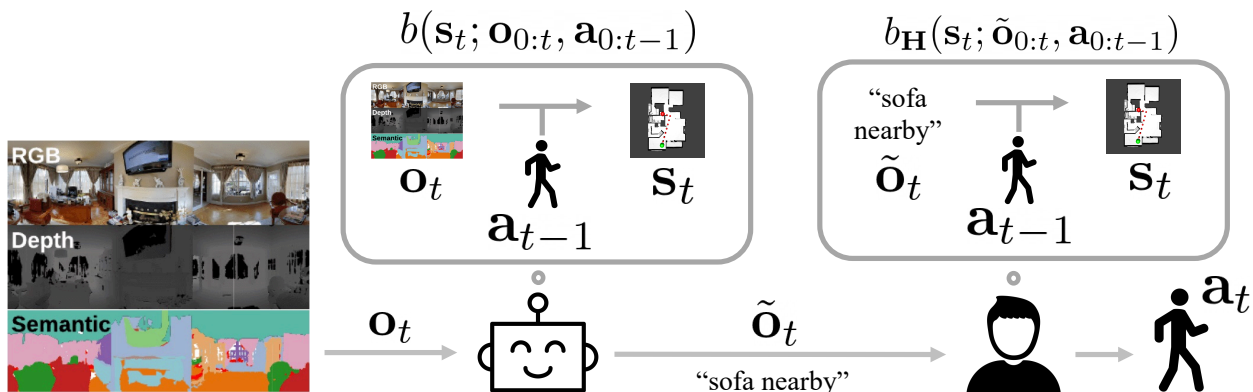 b(s_t; o_{0:t}, a_{0:t−1})
b_H(s_t; õ_{0:t}, a_{0:t−1})
RGB
Depth
Semantic
o_t
s_t
a_{t−1}
“sofa
nearby”
õ_t
s_t
a_{t−1}
RGB
Depth
Semantic
o_t
õ_t
“sofa nearby”
a_t